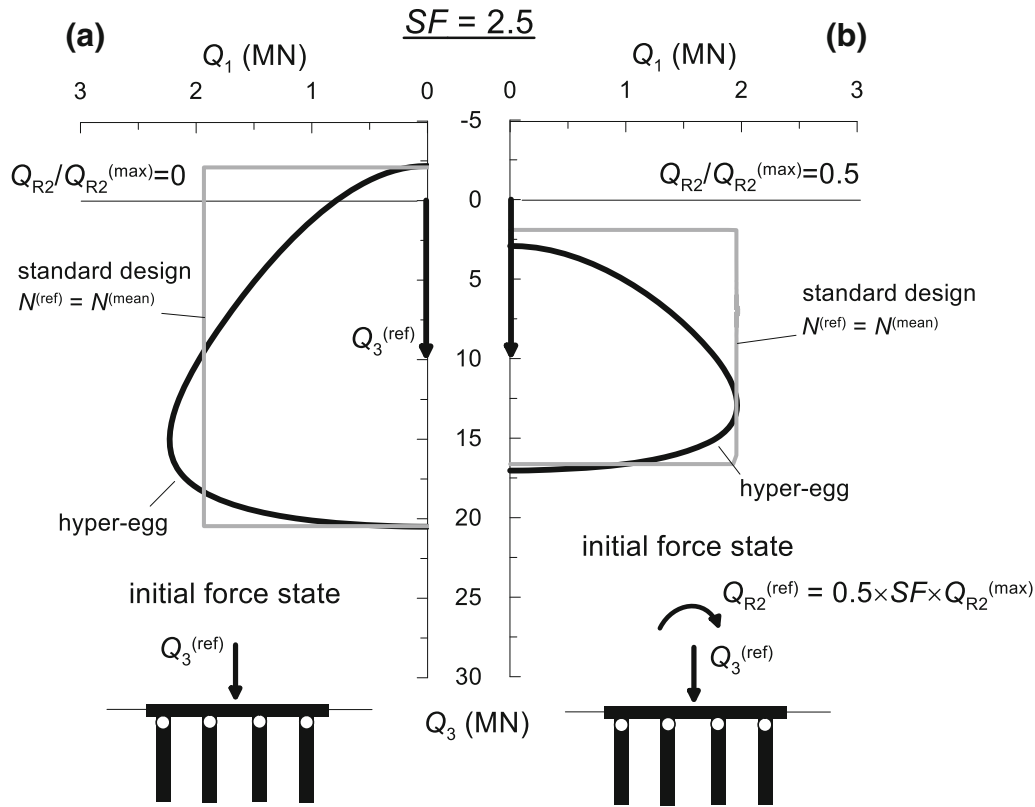 (a)
SF = 2.5
(b)
Q1 (MN)
Q1 (MN)
3 2 1 0
0 1 2 3
-5
QR2/QR2(max)=0
QR2/QR2(max)=0.5
0
standard design
N(ref) = N(mean)
5
standard design
N(ref) = N(mean)
Q3(ref)
10
15
hyper-egg
hyper-egg
20
initial force state
25
initial force state
QR2(ref) = 0.5×SF×QR2(max)
Q3(ref)
Q3(ref)
30
Q3 (MN)